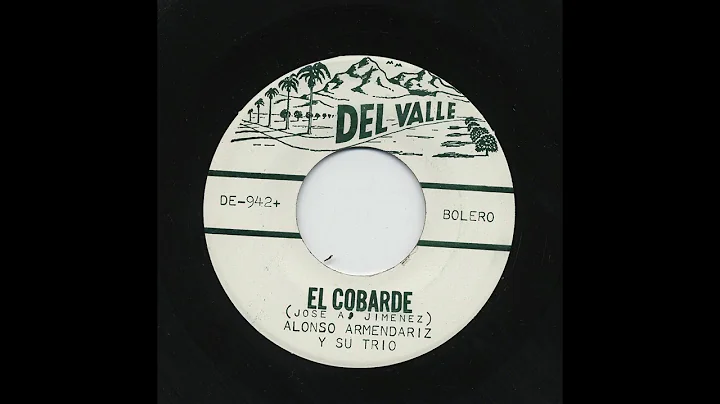 DEL VALLE
DE-942+
BOLERO
EL COBARDE
(JOSE A, JIMENEZ)
ALONSO ARMENDARIZ
Y SU TRIO